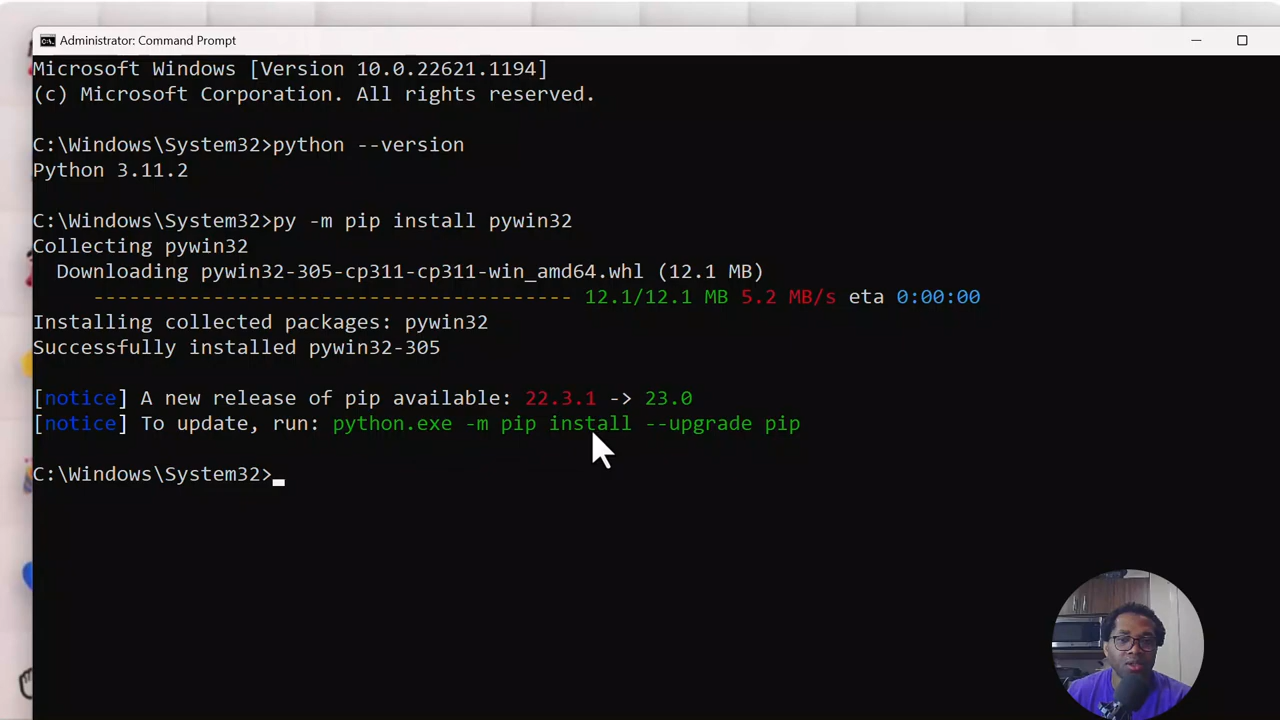 Administrator: Command Prompt
Microsoft Windows [Version 10.0.22621.1194]
(c) Microsoft Corporation. All rights reserved.
C:\Windows\System32>python --version
Python 3.11.2
C:\Windows\System32>py -m pip install pywin32
Collecting pywin32
  Downloading pywin32-305-cp311-cp311-win_amd64.whl (12.1 MB)
     ---------------------------------------- 12.1/12.1 MB 5.2 MB/s eta 0:00:00
Installing collected packages: pywin32
Successfully installed pywin32-305
[notice] A new release of pip available: 22.3.1 -> 23.0
[notice] To update, run: python.exe -m pip install --upgrade pip
C:\Windows\System32>